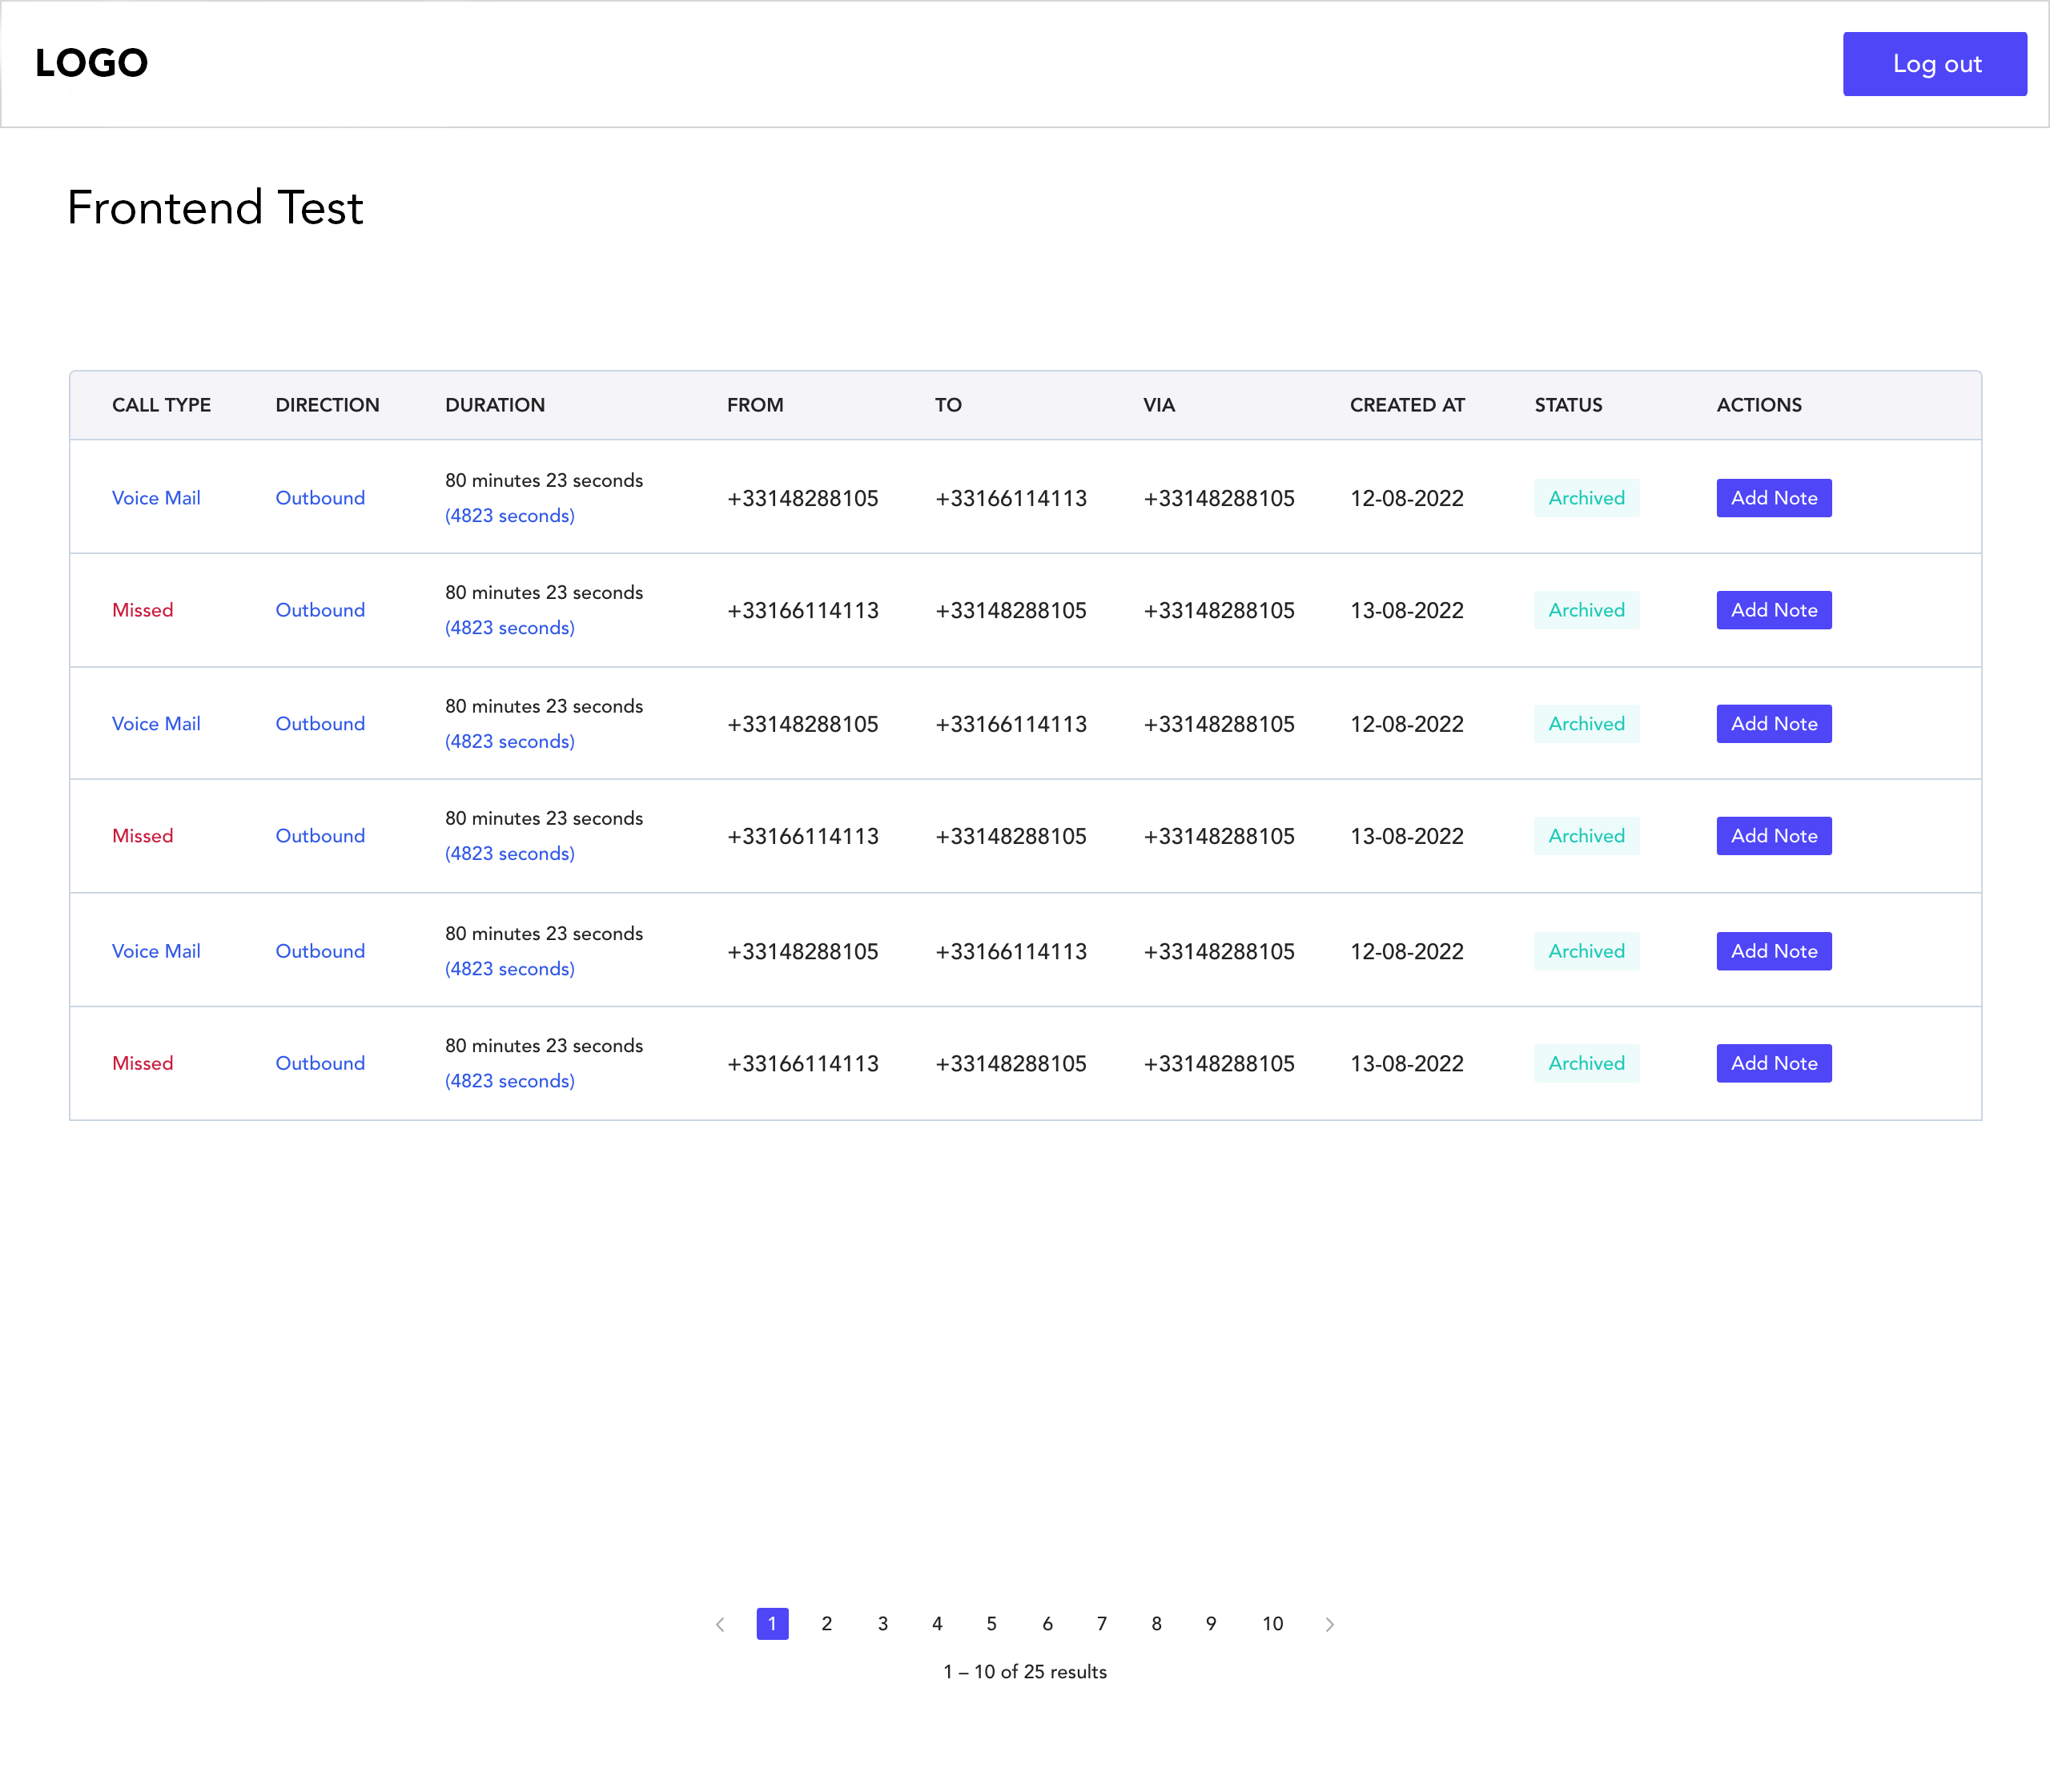 LOGO
Log out
Frontend Test
CALL TYPE DIRECTION DURATION FROM TO VIA CREATED AT STATUS ACTIONS
80 minutes 23 seconds
Voice Mail Outbound +33148288105 +33166114113 +33148288105 12-08-2022 Archived Add Note
(4823 seconds)
80 minutes 23 seconds
Missed Outbound +33166114113 +33148288105 +33148288105 13-08-2022 Archived Add Note
(4823 seconds)
80 minutes 23 seconds
Voice Mail Outbound +33148288105 +33166114113 +33148288105 12-08-2022 Archived Add Note
(4823 seconds)
80 minutes 23 seconds
Missed Outbound +33166114113 +33148288105 +33148288105 13-08-2022 Archived Add Note
(4823 seconds)
80 minutes 23 seconds
Voice Mail Outbound +33148288105 +33166114113 +33148288105 12-08-2022 Archived Add Note
(4823 seconds)
80 minutes 23 seconds
Missed Outbound +33166114113 +33148288105 +33148288105 13-08-2022 Archived Add Note
(4823 seconds)
1 2 3 4 5 6 7 8 9 10
1 – 10 of 25 results